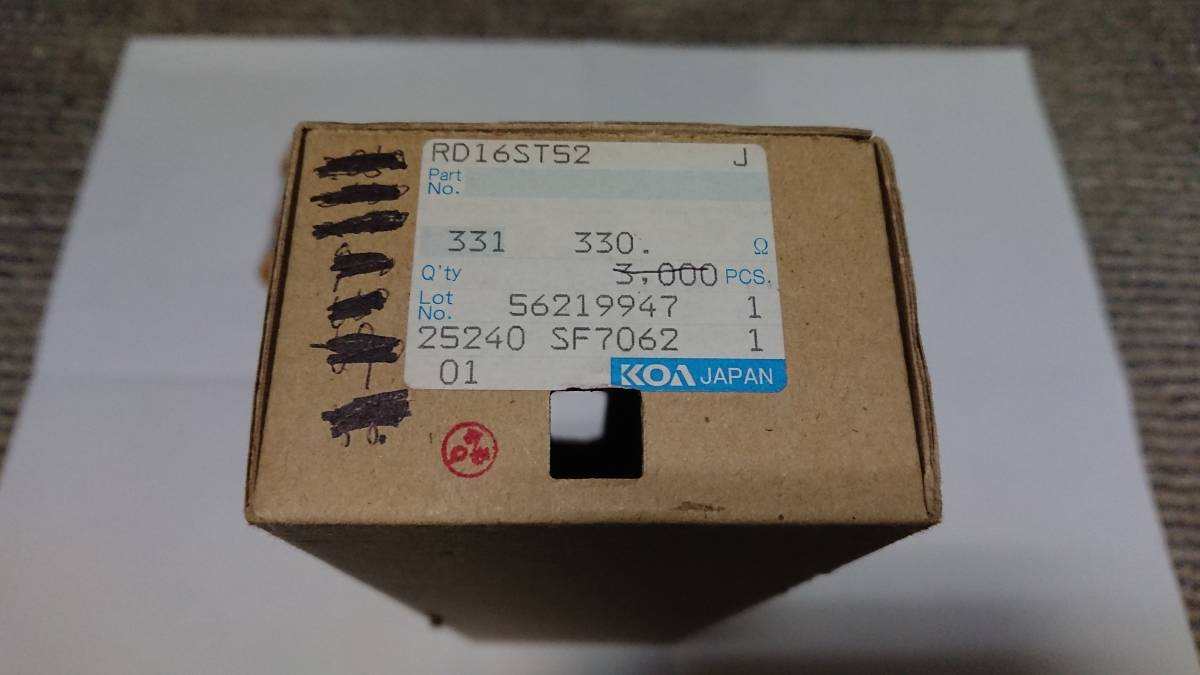 RD16ST52 J
Part No.
331 330. Ω
Q'ty 3,000 PCS.
Lot No. 56219947 1
25240 SF7062 1
01 KOA JAPAN